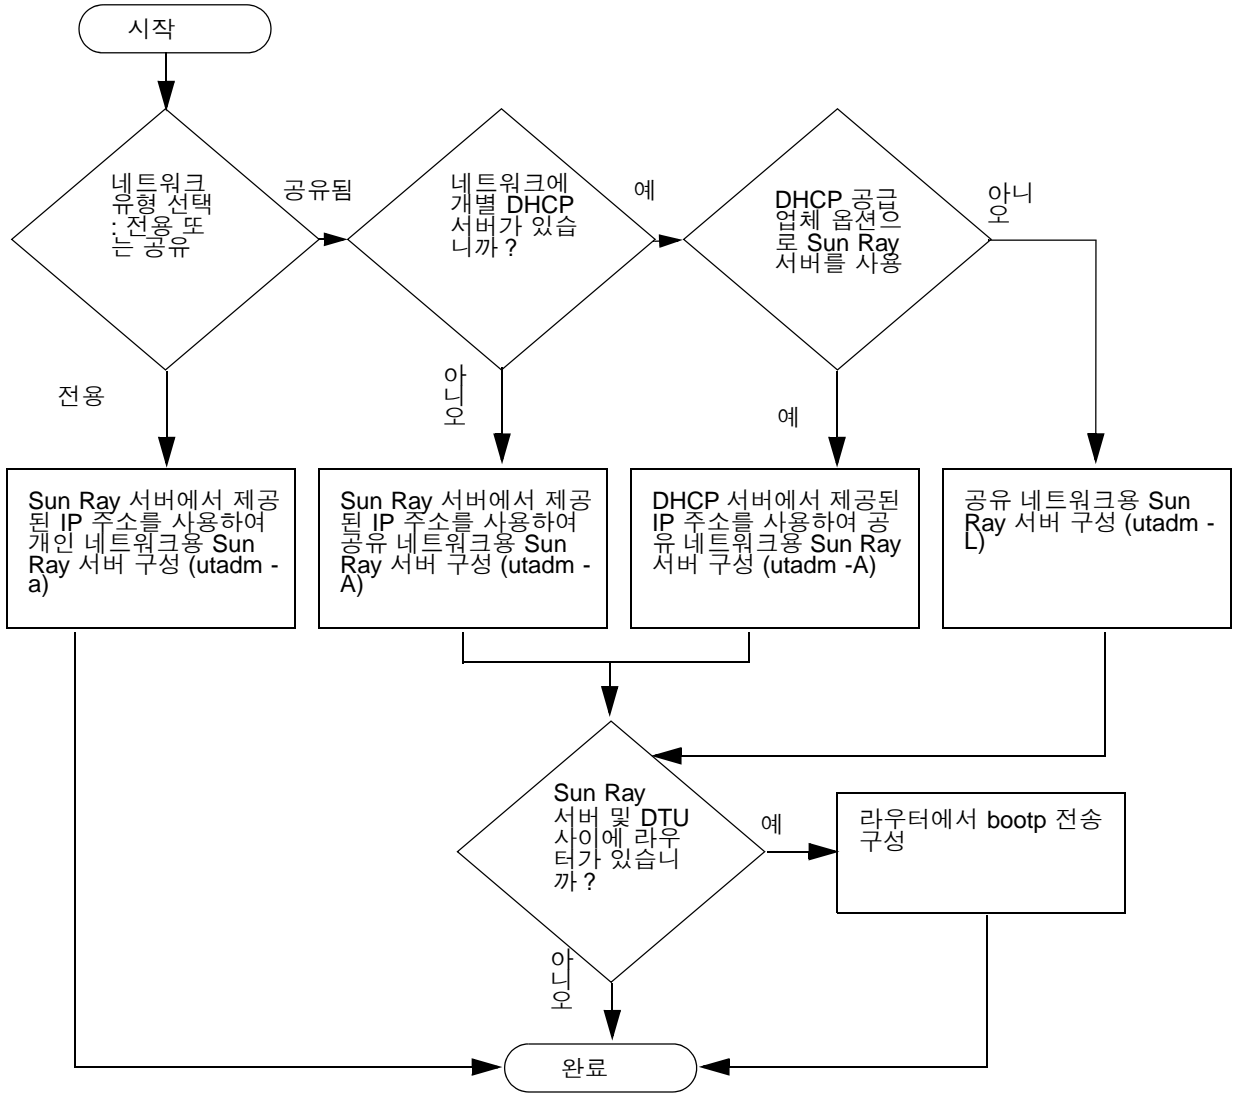 시작
네트워크
유형 선택
: 전용 또
는 공유
공유됨
네트워크에
개별 DHCP
서버가 있습
니까 ?
예
DHCP 공급
업체 옵션으
로 Sun Ray
서버를 사용
아니
오
전용
아
니
오
예
Sun Ray 서버에서 제공
된 IP 주소를 사용하여
개인 네트워크용 Sun
Ray 서버 구성 (utadm -
a)
Sun Ray 서버에서 제공
된 IP 주소를 사용하여
공유 네트워크용 Sun
Ray 서버 구성 (utadm -
A)
DHCP 서버에서 제공된
IP 주소를 사용하여 공
유 네트워크용 Sun Ray
서버 구성 (utadm -A)
공유 네트워크용 Sun
Ray 서버 구성 (utadm -
L)
Sun Ray
서버 및 DTU
사이에 라우
터가 있습니
까 ?
예
라우터에서 bootp 전송
구성
아
니
오
완료